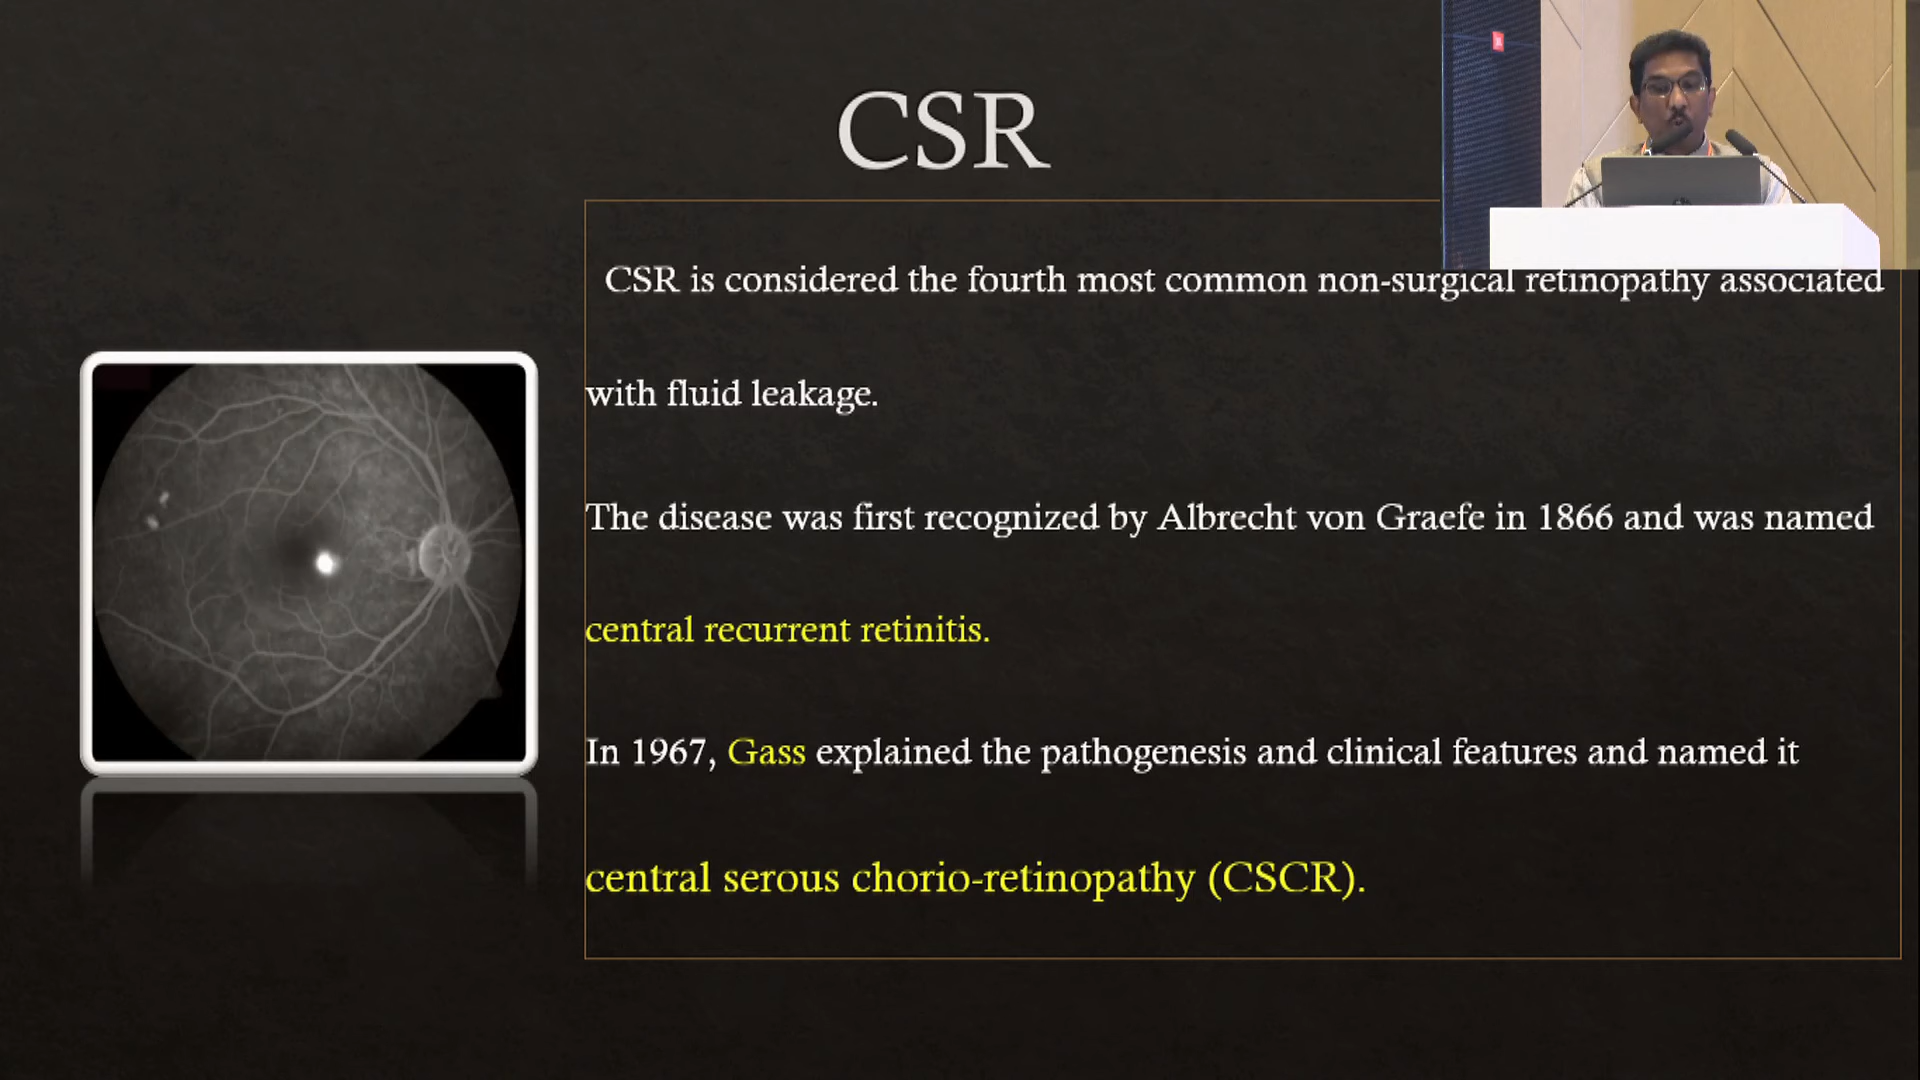 CSR
CSR is considered the fourth most common non-surgical retinopathy associated
with fluid leakage.
The disease was first recognized by Albrecht von Graefe in 1866 and was named
central recurrent retinitis.
In 1967, Gass explained the pathogenesis and clinical features and named it
central serous chorio-retinopathy (CSCR).